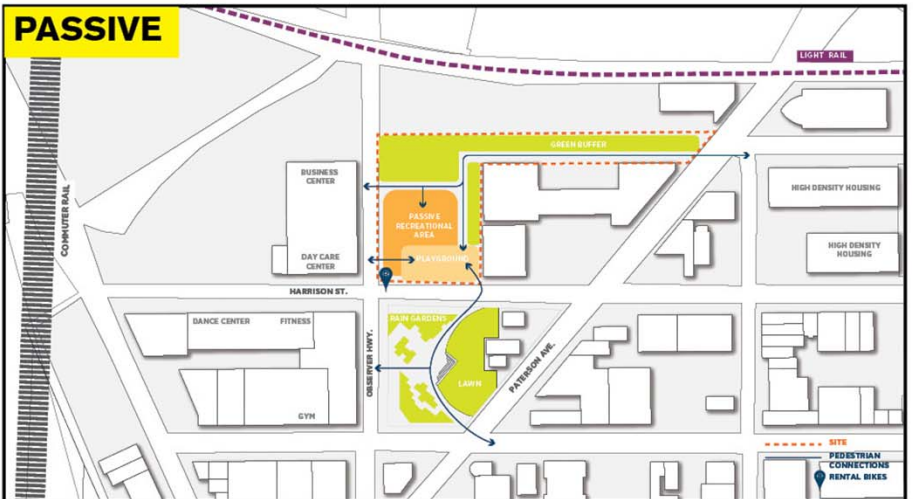 PASSIVE
LIGHT RAIL
GREEN BUFFER
BUSINESS
CENTER
HIGH DENSITY HOUSING
COMMUTER RAIL
PASSIVE
RECREATIONAL
AREA
HIGH DENSITY
HOUSING
DAY CARE
CENTER
PLAYGROUND
HARRISON ST.
RAIN GARDENS
DANCE CENTER
FITNESS
OBSERVER HWY.
PATERSON AVE.
LAWN
GYM
SITE
PEDESTRIAN
CONNECTIONS
RENTAL BIKES